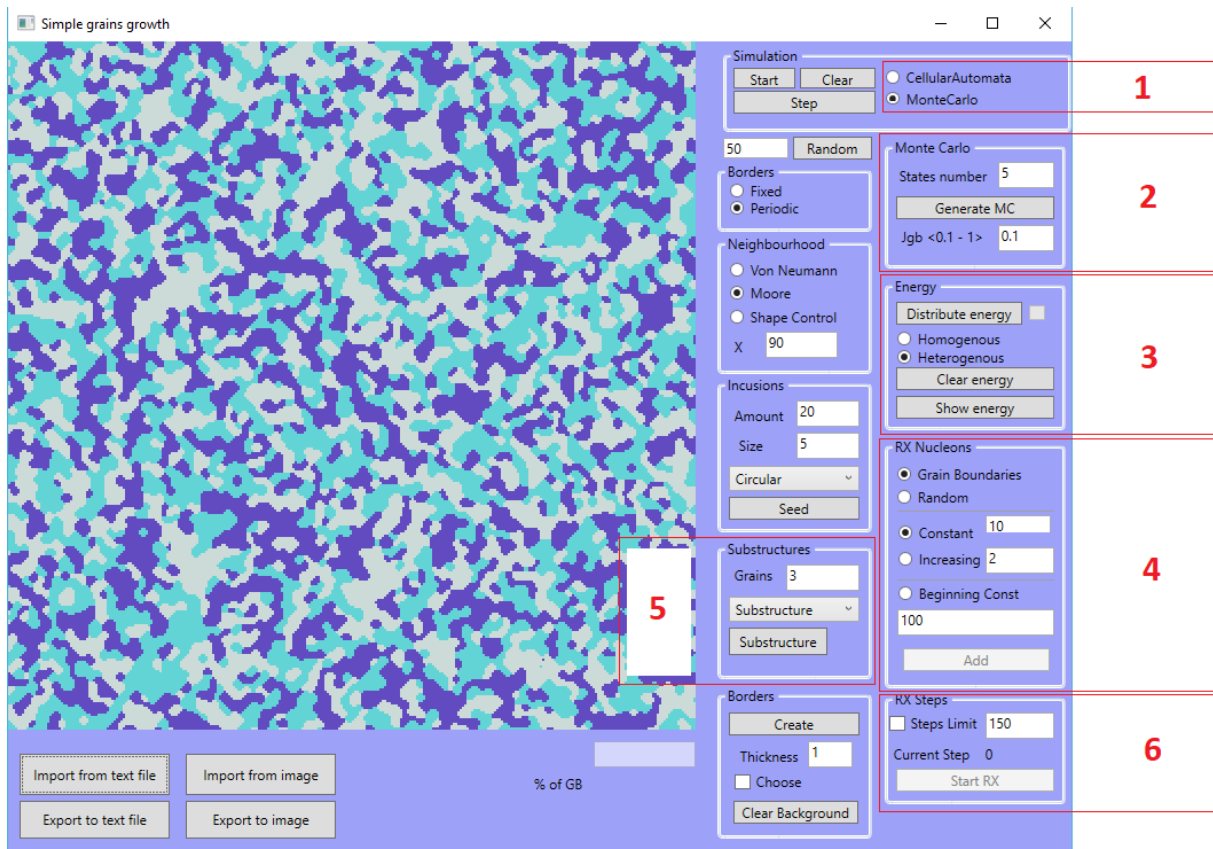 Simple grains growth
Simulation
Start
Clear
Step
CellularAutomata
MonteCarlo
1
50
Random
Borders
Fixed
Periodic
Monte Carlo
States number
5
Generate MC
Jgb <0.1 - 1>
0.1
2
Neighbourhood
Von Neumann
Moore
Shape Control
X
90
Energy
Distribute energy
Homogenous
Heterogenous
Clear energy
Show energy
3
Incusions
Amount
20
Size
5
Circular
Seed
RX Nucleons
Grain Boundaries
Random
Constant
10
Increasing
2
Beginning Const
100
Add
4
Substructures
Grains
3
Substructure
Substructure
5
Borders
Create
Thickness
1
Choose
Clear Background
RX Steps
Steps Limit
150
Current Step 0
Start RX
6
Import from text file
Import from image
% of GB
Export to text file
Export to image